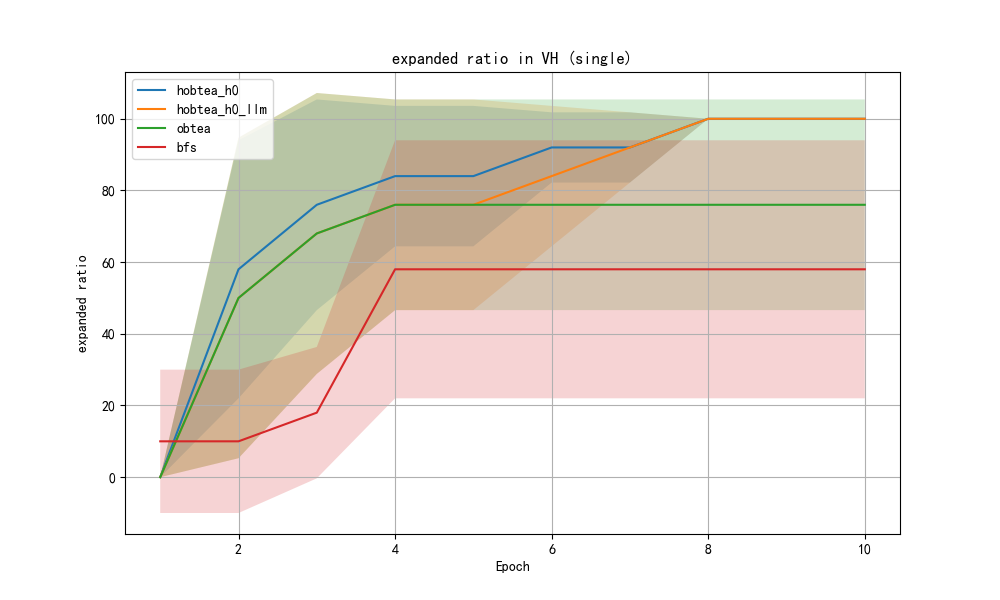 expanded ratio in VH (single)
hobtea_h0
hobtea_h0_llm
obtea
bfs
expanded ratio
100
80
60
40
20
0
2 4 6 8 10
Epoch